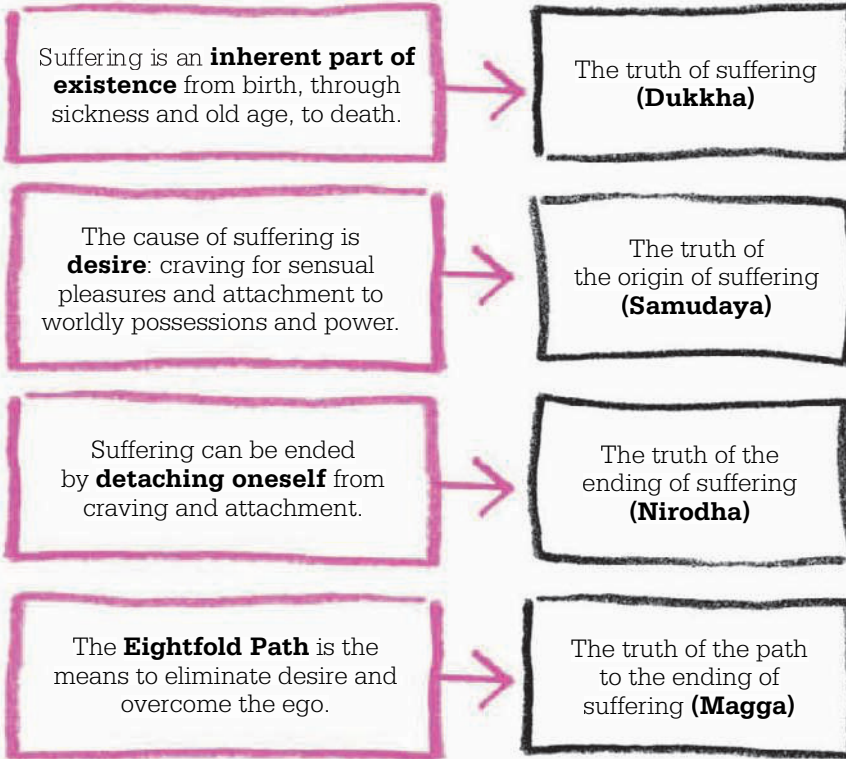 Suffering is an inherent part of
existence from birth, through
sickness and old age, to death.
The truth of suffering
(Dukkha)
The cause of suffering is
desire: craving for sensual
pleasures and attachment to
worldly possessions and power.
The truth of
the origin of suffering
(Samudaya)
Suffering can be ended
by detaching oneself from
craving and attachment.
The truth of the
ending of suffering
(Nirodha)
The Eightfold Path is the
means to eliminate desire and
overcome the ego.
The truth of the path
to the ending of
suffering (Magga)